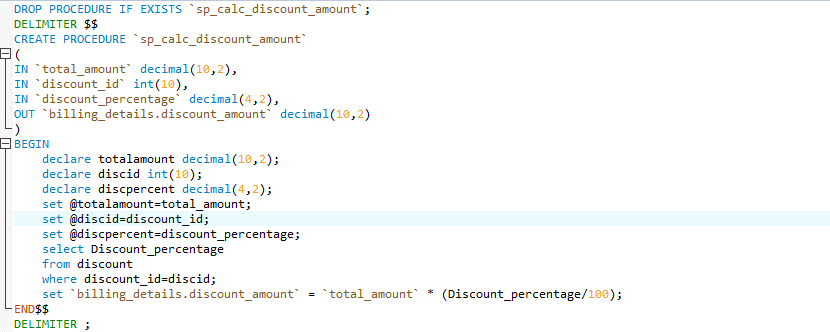 DROP PROCEDURE IF EXISTS `sp_calc_discount_amount`;
DELIMITER $$
CREATE PROCEDURE `sp_calc_discount_amount`
(
IN `total_amount` decimal(10,2),
IN `discount_id` int(10),
IN `discount_percentage` decimal(4,2),
OUT `billing_details.discount_amount` decimal(10,2)
)
BEGIN
    declare totalamount decimal(10,2);
    declare discid int(10);
    declare discpercent decimal(4,2);
    set @totalamount=total_amount;
    set @discid=discount_id;
    set @discpercent=discount_percentage;
    select Discount_percentage
    from discount
    where discount_id=discid;
    set `billing_details.discount_amount` = `total_amount` * (Discount_percentage/100);
END$$
DELIMITER ;